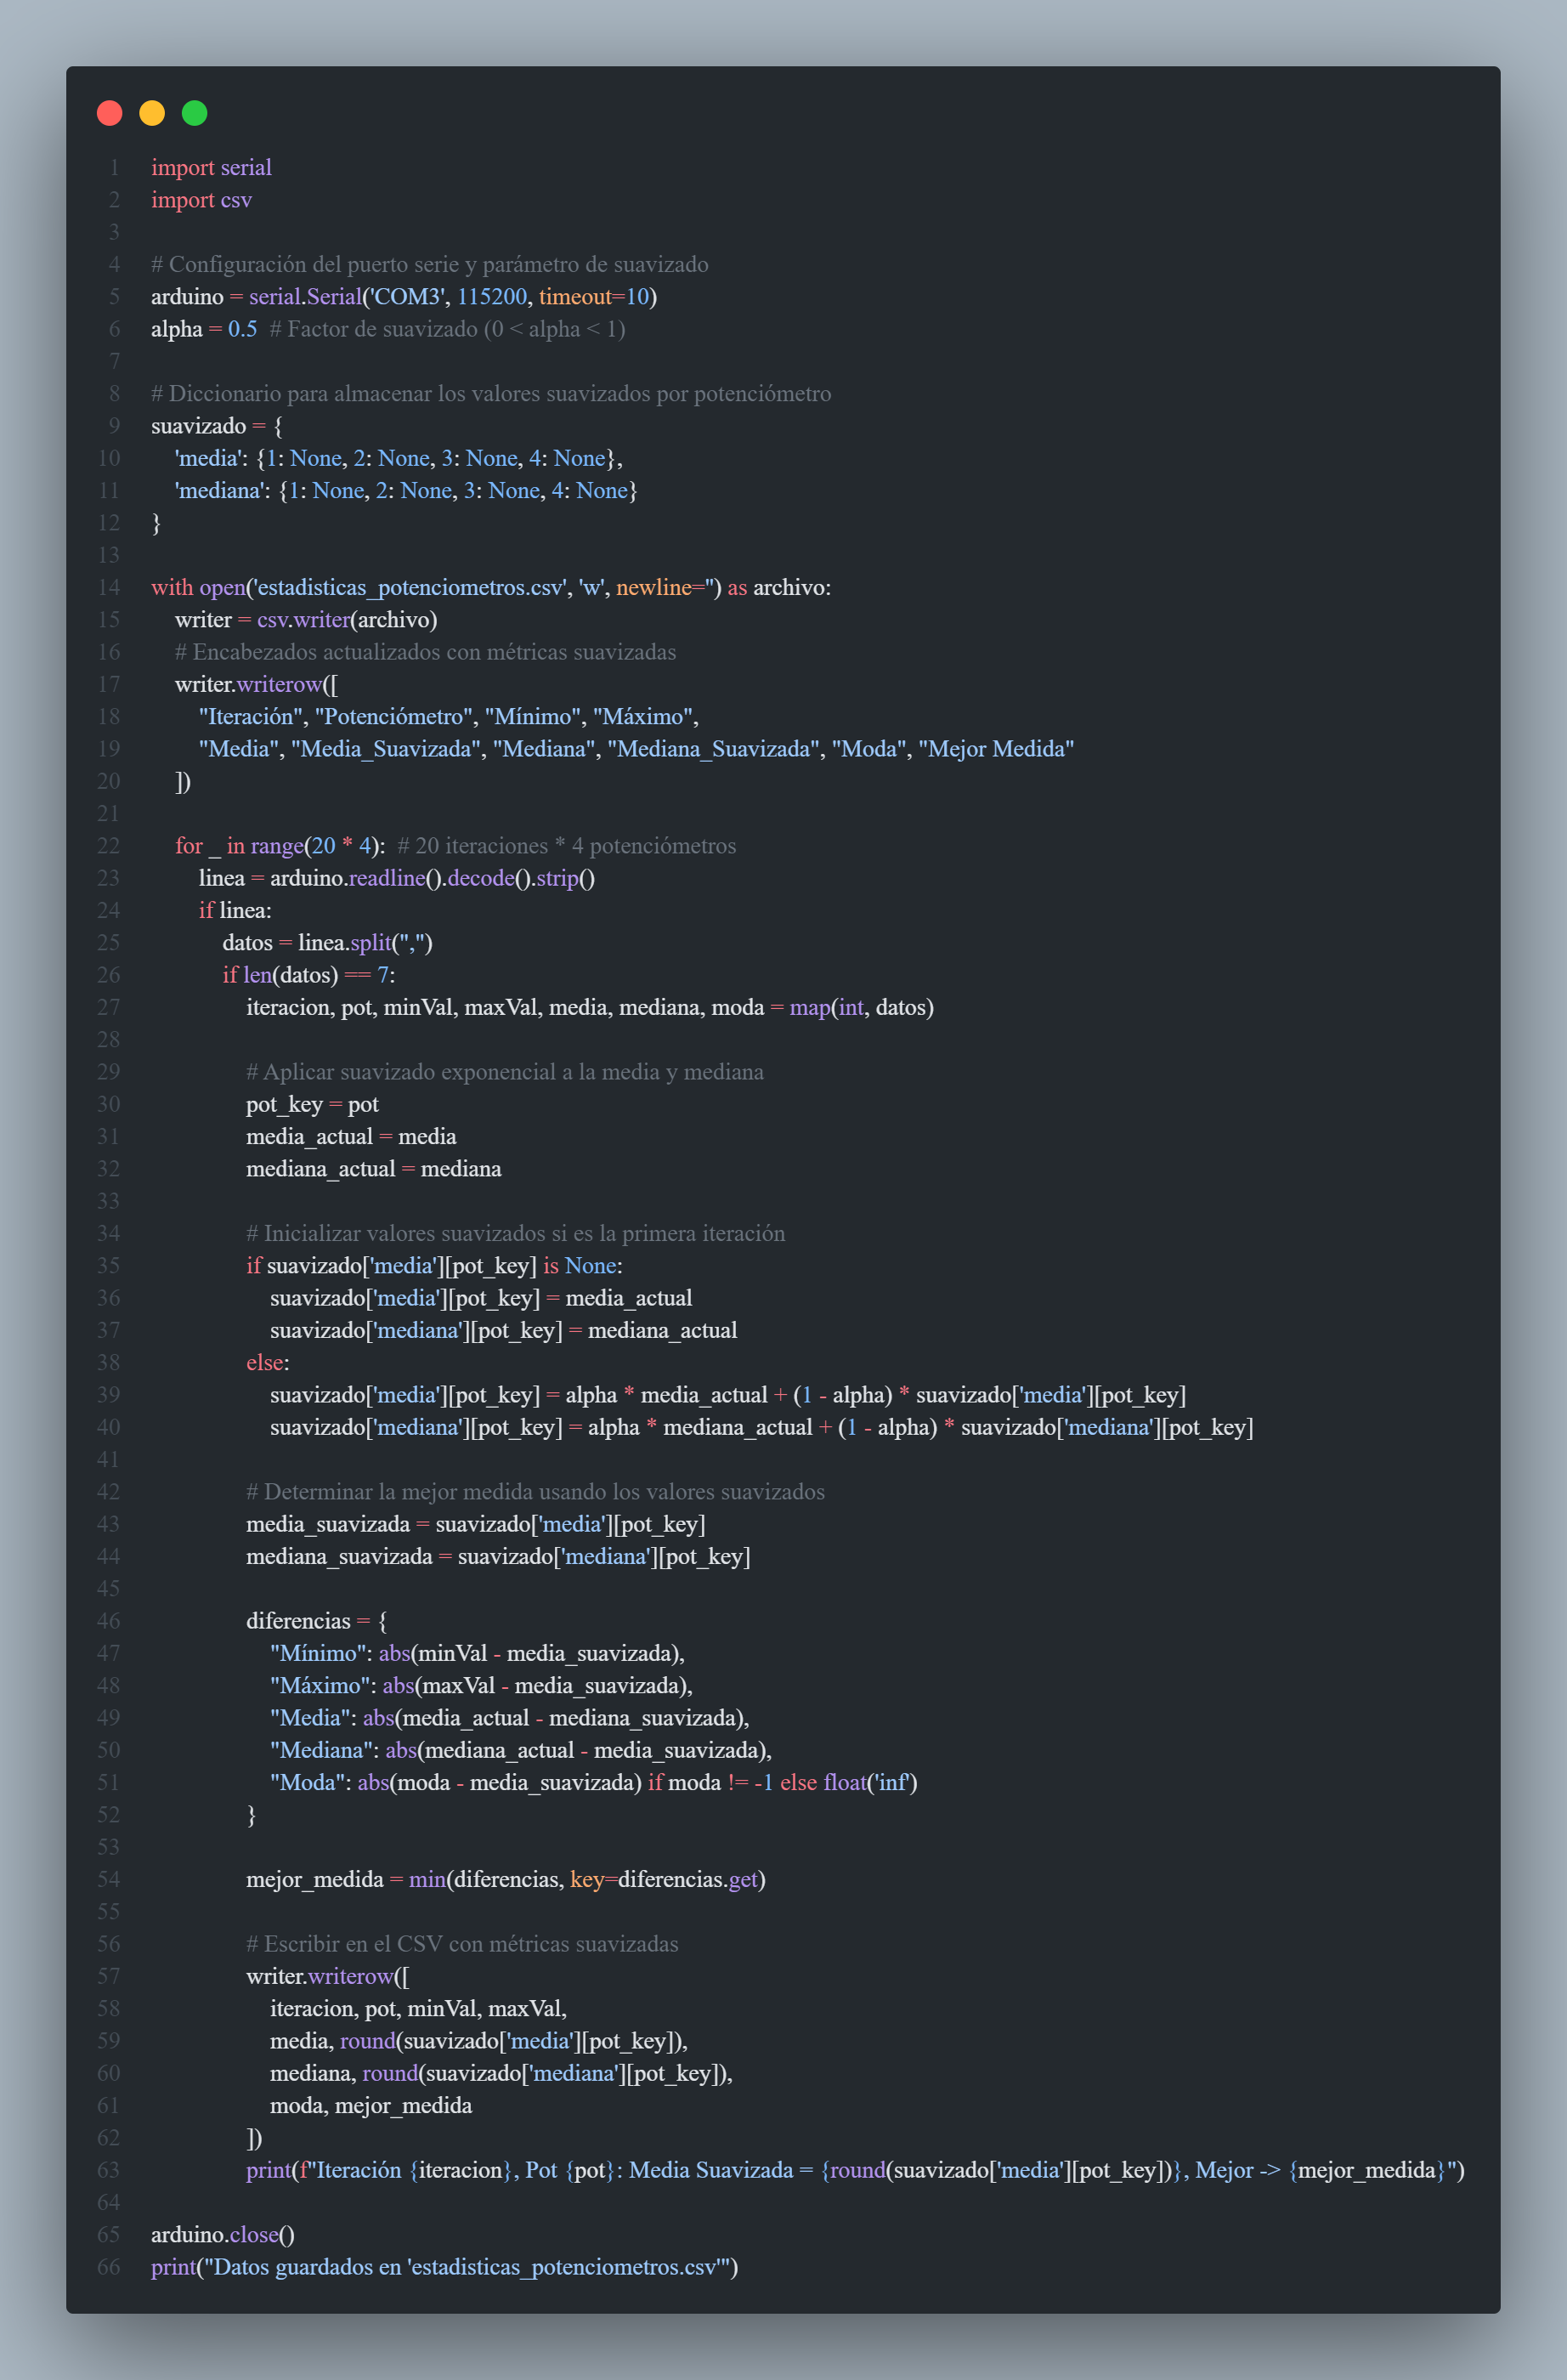 1 import serial
2 import csv
3
4 # Configuración del puerto serie y parámetro de suavizado
5 arduino = serial.Serial('COM3', 115200, timeout=10)
6 alpha = 0.5  # Factor de suavizado (0 < alpha < 1)
7
8 # Diccionario para almacenar los valores suavizados por potenciómetro
9 suavizado = {
10     'media': {1: None, 2: None, 3: None, 4: None},
11     'mediana': {1: None, 2: None, 3: None, 4: None}
12 }
13
14 with open('estadisticas_potenciometros.csv', 'w', newline='') as archivo:
15     writer = csv.writer(archivo)
16     # Encabezados actualizados con métricas suavizadas
17     writer.writerow([
18         "Iteración", "Potenciómetro", "Mínimo", "Máximo",
19         "Media", "Media_Suavizada", "Mediana", "Mediana_Suavizada", "Moda", "Mejor Medida"
20     ])
21
22     for _ in range(20 * 4):  # 20 iteraciones * 4 potenciómetros
23         linea = arduino.readline().decode().strip()
24         if linea:
25             datos = linea.split(",")
26             if len(datos) == 7:
27                 iteracion, pot, minVal, maxVal, media, mediana, moda = map(int, datos)
28
29                 # Aplicar suavizado exponencial a la media y mediana
30                 pot_key = pot
31                 media_actual = media
32                 mediana_actual = mediana
33
34                 # Inicializar valores suavizados si es la primera iteración
35                 if suavizado['media'][pot_key] is None:
36                     suavizado['media'][pot_key] = media_actual
37                     suavizado['mediana'][pot_key] = mediana_actual
38                 else:
39                     suavizado['media'][pot_key] = alpha * media_actual + (1 - alpha) * suavizado['media'][pot_key]
40                     suavizado['mediana'][pot_key] = alpha * mediana_actual + (1 - alpha) * suavizado['mediana'][pot_key]
41
42                 # Determinar la mejor medida usando los valores suavizados
43                 media_suavizada = suavizado['media'][pot_key]
44                 mediana_suavizada = suavizado['mediana'][pot_key]
45
46                 diferencias = {
47                     "Mínimo": abs(minVal - media_suavizada),
48                     "Máximo": abs(maxVal - media_suavizada),
49                     "Media": abs(media_actual - mediana_suavizada),
50                     "Mediana": abs(mediana_actual - media_suavizada),
51                     "Moda": abs(moda - media_suavizada) if moda != -1 else float('inf')
52                 }
53
54                 mejor_medida = min(diferencias, key=diferencias.get)
55
56                 # Escribir en el CSV con métricas suavizadas
57                 writer.writerow([
58                     iteracion, pot, minVal, maxVal,
59                     media, round(suavizado['media'][pot_key]),
60                     mediana, round(suavizado['mediana'][pot_key]),
61                     moda, mejor_medida
62                 ])
63                 print(f"Iteración {iteracion}, Pot {pot}: Media Suavizada = {round(suavizado['media'][pot_key])}, Mejor -> {mejor_medida}")
64
65 arduino.close()
66 print("Datos guardados en 'estadisticas_potenciometros.csv'")